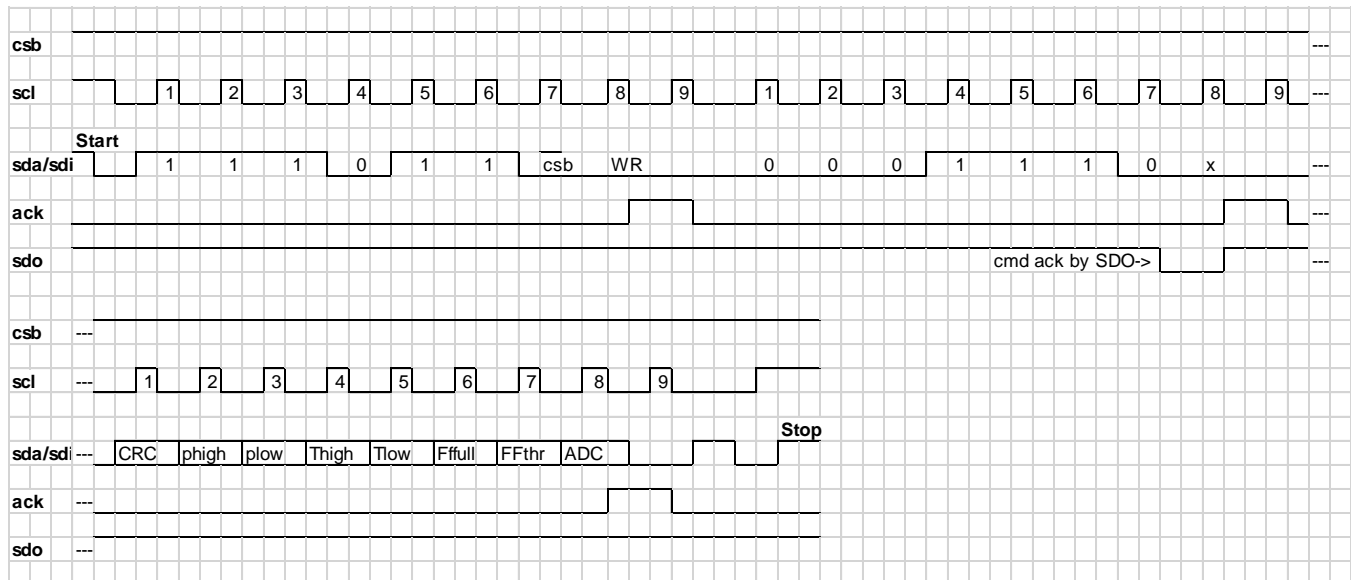 csb ---
scl 1 2 3 4 5 6 7 8 9 1 2 3 4 5 6 7 8 9 ---
Start
sda/sdi 1 1 1 0 1 1 csb WR 0 0 0 1 1 1 0 x ---
ack ---
sdo cmd ack by SDO-> ---
csb ---
scl --- 1 2 3 4 5 6 7 8 9
Stop
sda/sdi --- CRC phigh plow Thigh Tlow Fffull FFthr ADC
ack ---
sdo ---